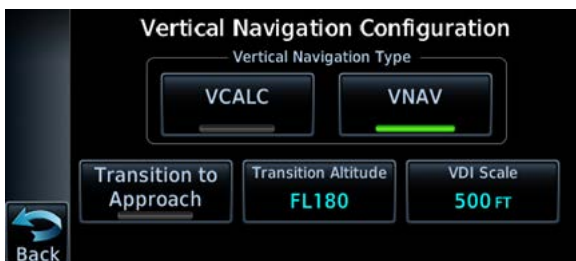 Vertical Navigation Configuration
Vertical Navigation Type
VCALC VNAV
Transition to Transition Altitude VDI Scale
Approach FL180 500 FT
Back